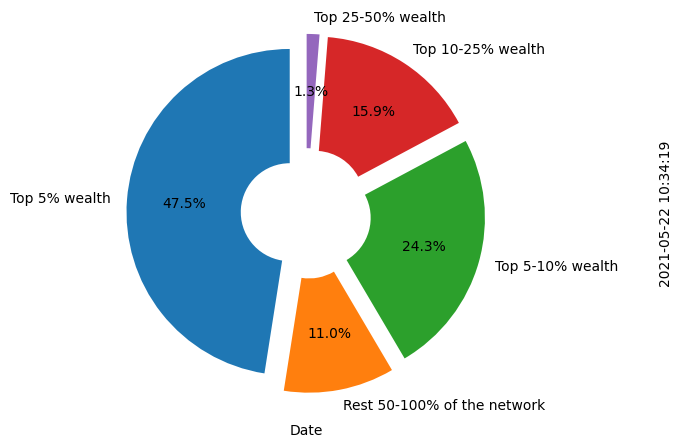 Top 25-50% wealth
Top 10-25% wealth
1.3%
15.9%
Top 5% wealth
47.5%
24.3%
Top 5-10% wealth
11.0%
Rest 50-100% of the network
Date
2021-05-22 10:34:19